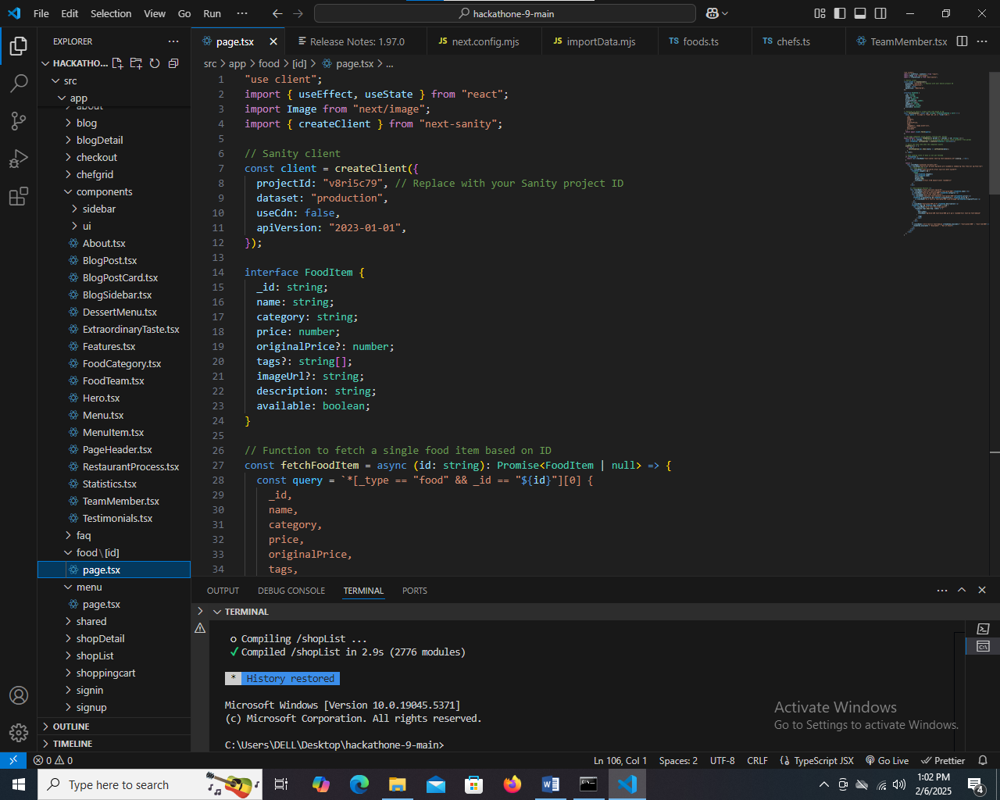 File Edit Selection View Go Run ··· hackathone-9-main
EXPLORER ···
HACKATHO...
src
app
about
blog
blogDetail
checkout
chefgrid
components
sidebar
ui
About.tsx
BlogPost.tsx
BlogPostCard.tsx
BlogSidebar.tsx
DessertMenu.tsx
ExtraordinaryTaste.tsx
Features.tsx
FoodCategory.tsx
FoodTeam.tsx
Hero.tsx
Menu.tsx
MenuItem.tsx
PageHeader.tsx
RestaurantProcess.tsx
Statistics.tsx
TeamMember.tsx
Testimonials.tsx
faq
food\[id]
page.tsx
menu
page.tsx
shared
shopDetail
shopList
shoppingcart
signin
signup
OUTLINE
TIMELINE
page.tsx Release Notes: 1.97.0 JS next.config.mjs JS importData.mjs TS foods.ts TS chefs.ts TeamMember.tsx ···
src > app > food > [id] > page.tsx > ...
1 "use client";
2 import { useEffect, useState } from "react";
3 import Image from "next/image";
4 import { createClient } from "next-sanity";
5
6 // Sanity client
7 const client = createClient({
8 projectId: "v8ri5c79", // Replace with your Sanity project ID
9 dataset: "production",
10 useCdn: false,
11 apiVersion: "2023-01-01",
12 });
13
14 interface FoodItem {
15 _id: string;
16 name: string;
17 category: string;
18 price: number;
19 originalPrice?: number;
20 tags?: string[];
21 imageUrl?: string;
22 description: string;
23 available: boolean;
24 }
25
26 // Function to fetch a single food item based on ID
27 const fetchFoodItem = async (id: string): Promise<FoodItem | null> => {
28 const query = `*[_type == "food" && _id == "${id}"][0] {
29 _id,
30 name,
31 category,
32 price,
33 originalPrice,
34 tags,
OUTPUT DEBUG CONSOLE TERMINAL PORTS ···
TERMINAL
○ Compiling /shopList ...
✓ Compiled /shopList in 2.9s (2776 modules)
* History restored
Microsoft Windows [Version 10.0.19045.5371]
(c) Microsoft Corporation. All rights reserved.
C:\Users\DELL\Desktop\hackathone-9-main>
Activate Windows
Go to Settings to activate Windows.
0 0 Ln 106, Col 1 Spaces: 2 UTF-8 CRLF {} TypeScript JSX Go Live Prettier
Type here to search
1:02 PM
2/6/2025
4